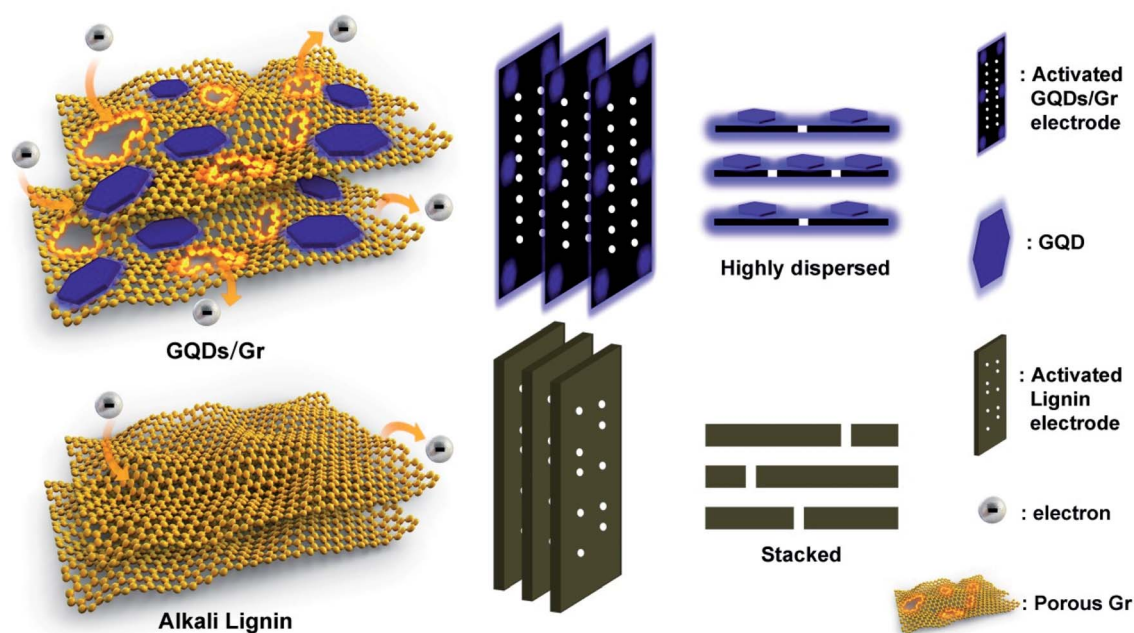 GQDs/Gr
Alkali Lignin
Highly dispersed
Stacked
: Activated
GQDs/Gr
electrode
: GQD
: Activated
Lignin
electrode
: electron
: Porous Gr